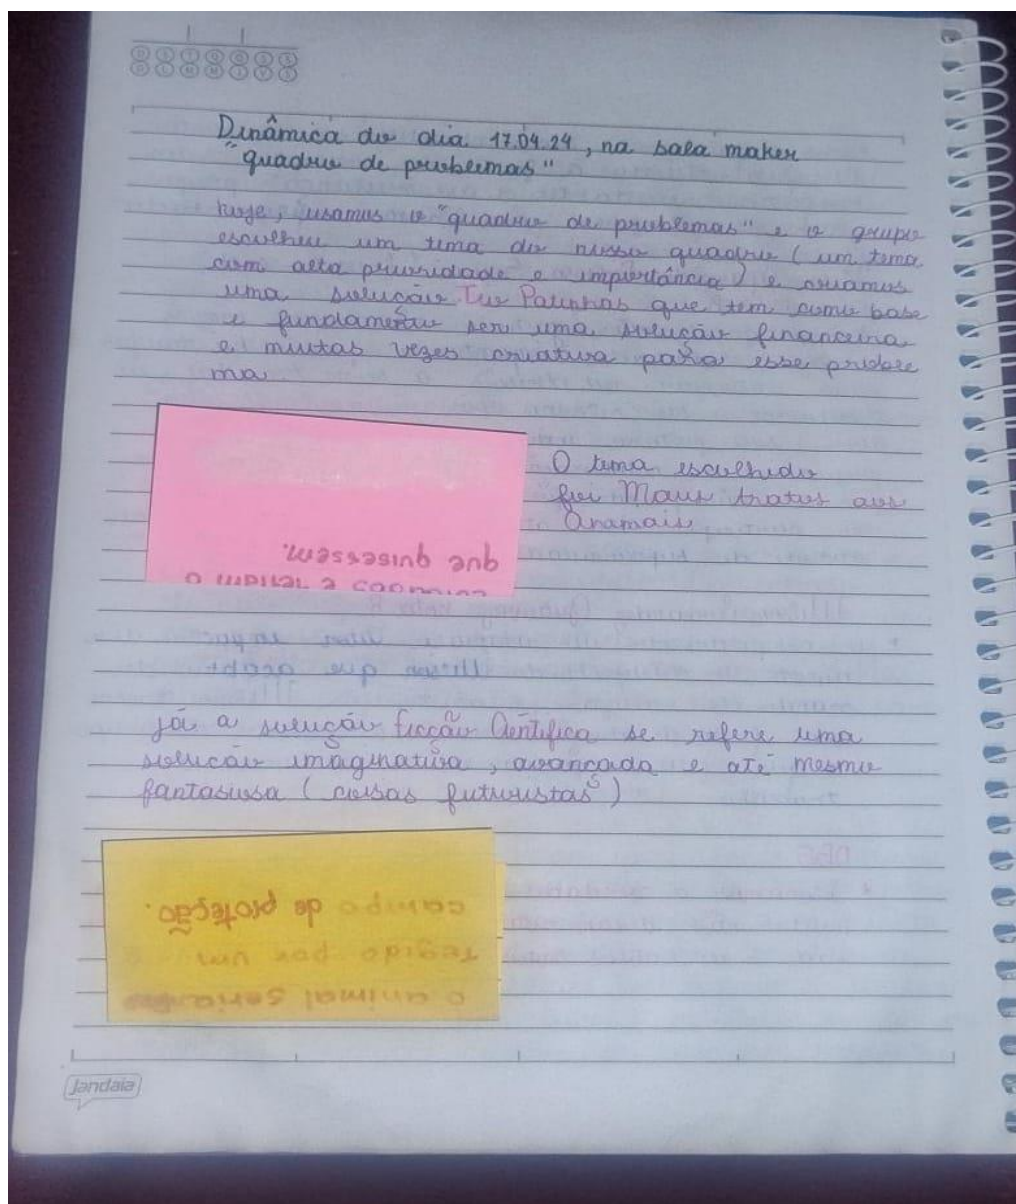 D S T Q Q S S
D L M M J V S
Dinâmica do dia 17.04.24, na sala maker
"quadro de problemas"
hoje, usamos o "quadro de problemas" e o grupo
escolheu um tema do nosso quadro (um tema
com alta prioridade e importância) e criamos
uma solução Tio Patinhas que tem como base
e fundamento ser uma solução financeira
e muitas vezes criativa para esse proble
ma
O tema escolhido
foi Maus tratos aos
Anamais
que quisessem.
já a solução ficção Científica se refere uma
solução imaginativa, avançada e até mesmo
fantasiosa (coisas futuristas)
o animal seria
tegido por um
campo de proteção.
Jandaia